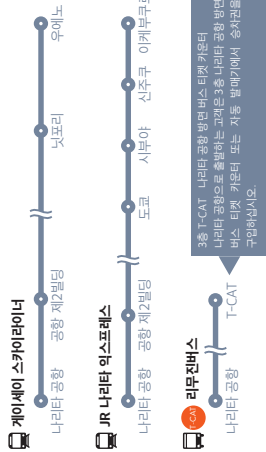 게이세이 스카이라이너
나리타 공항 공항 제2빌딩 닛포리 우에노
JR 나리타 익스프레스
나리타 공항 공항 제2빌딩 도쿄 시부야 신주쿠 이케부쿠로
T-CAT 리무진버스
나리타 공항 T-CAT
3층 T-CAT 나리타 공항 방면 버스 티켓 카운터
나리타 공항으로 출발하는 고객은 3층 나리타 공항 방면
버스 티켓 카운터 또는 자동 발매기에서 승차권을
구입하십시오.